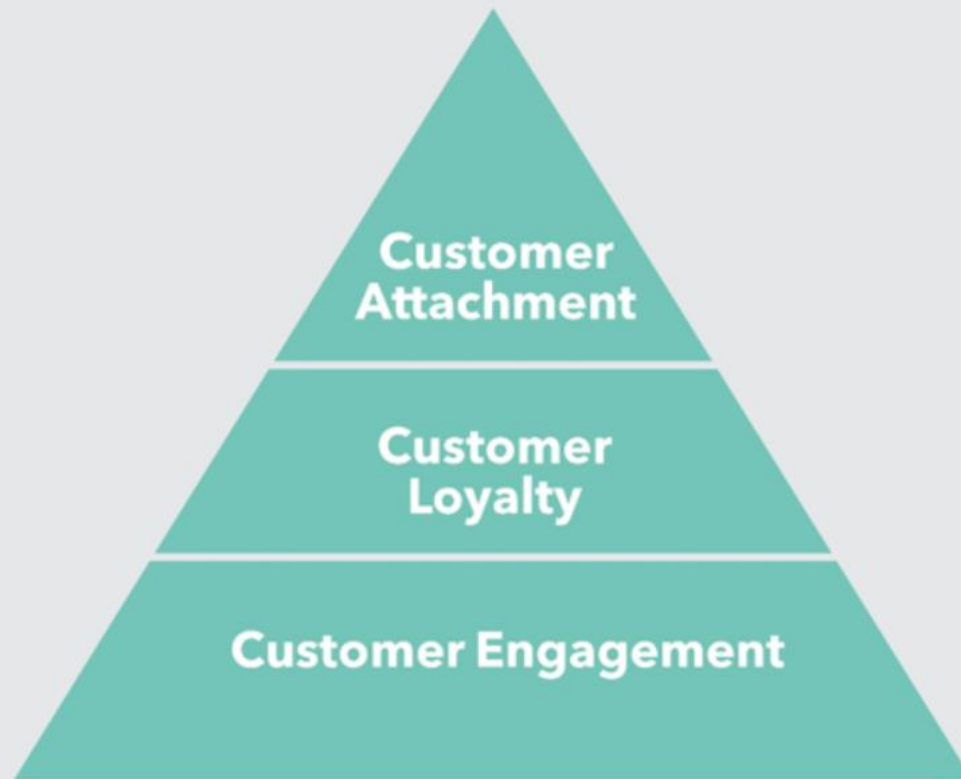 Customer
Attachment
Customer
Loyalty
Customer Engagement